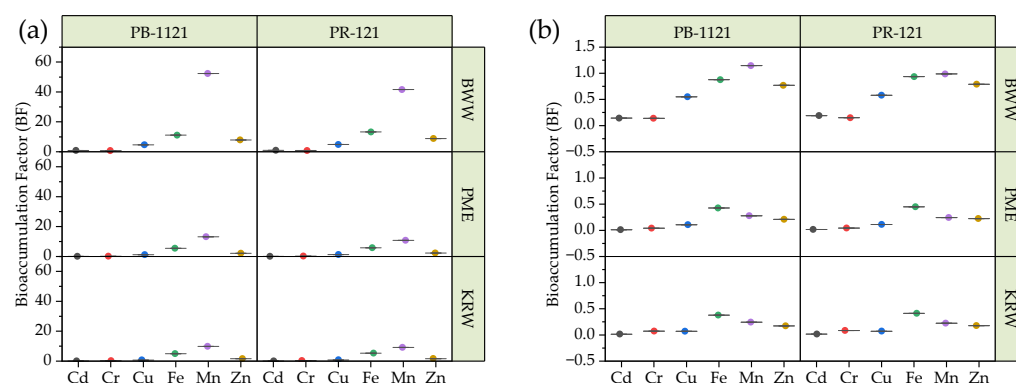 (a)
PB-1121
PR-121
Bioaccumulation Factor (BF)
60
40
20
0
60
40
20
0
60
40
20
0
BWW
PME
KRW
Cd Cr Cu Fe Mn Zn Cd Cr Cu Fe Mn Zn
(b)
PB-1121
PR-121
Bioaccumulation Factor (BF)
1.5
1.0
0.5
0.0
−0.5
1.0
0.5
0.0
−0.5
1.0
0.5
0.0
−0.5
BWW
PME
KRW
Cd Cr Cu Fe Mn Zn Cd Cr Cu Fe Mn Zn